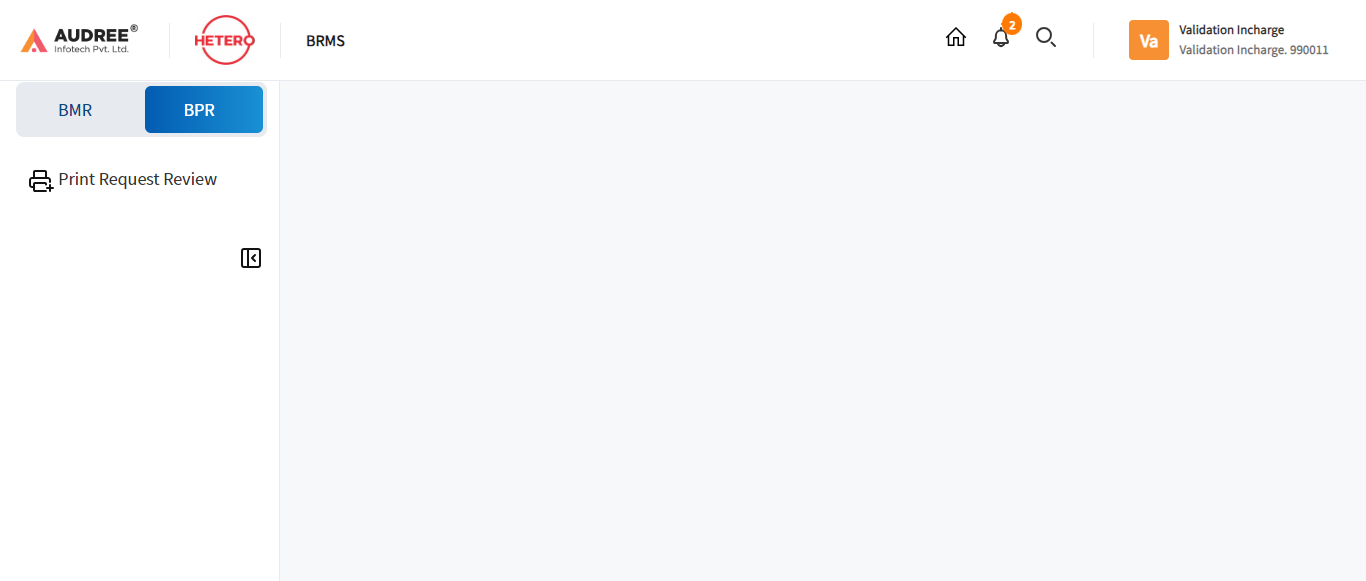 AUDREE®
Infotech Pvt. Ltd.
HETERO
BRMS
2
Va
Validation Incharge
Validation Incharge. 990011
BMR
BPR
Print Request Review